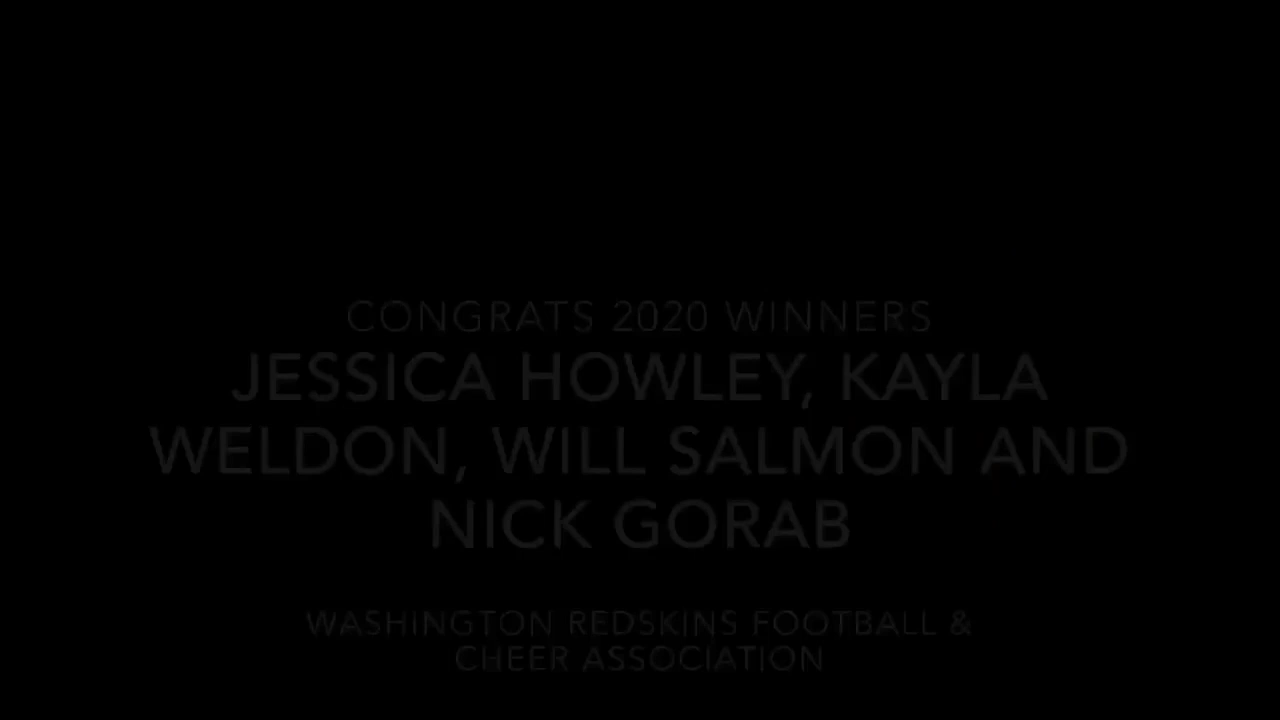 CONGRATS 2020 WINNERS
JESSICA HOWLEY, KAYLA
WELDON, WILL SALMON AND
NICK GORAB
WASHINGTON REDSKINS FOOTBALL &
CHEER ASSOCIATION